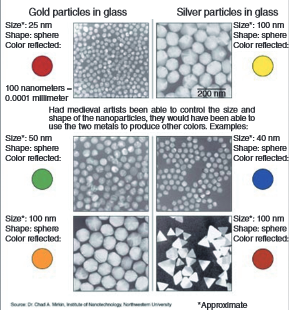 Gold particles in glass
Silver particles in glass
Size*: 25 nm
Shape: sphere
Color reflected:
Size*: 100 nm
Shape: sphere
Color reflected:
100 nanometers =
0.0001 millimeter
200 nm
Had medieval artists been able to control the size and
shape of the nanoparticles, they would have been able to
use the two metals to produce other colors. Examples:
Size*: 50 nm
Shape: sphere
Color reflected:
Size*: 40 nm
Shape: sphere
Color reflected:
Size*: 100 nm
Shape: sphere
Color reflected:
Size*: 100 nm
Shape: sphere
Color reflected:
Source: Dr. Chad A. Mirkin, Institute of Nanotechnology, Northwestern University
*Approximate